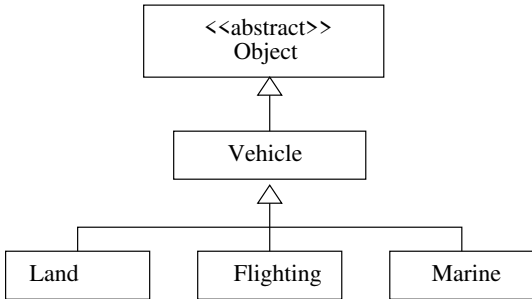 <<abstract>>
Object
Vehicle
Land
Flighting
Marine